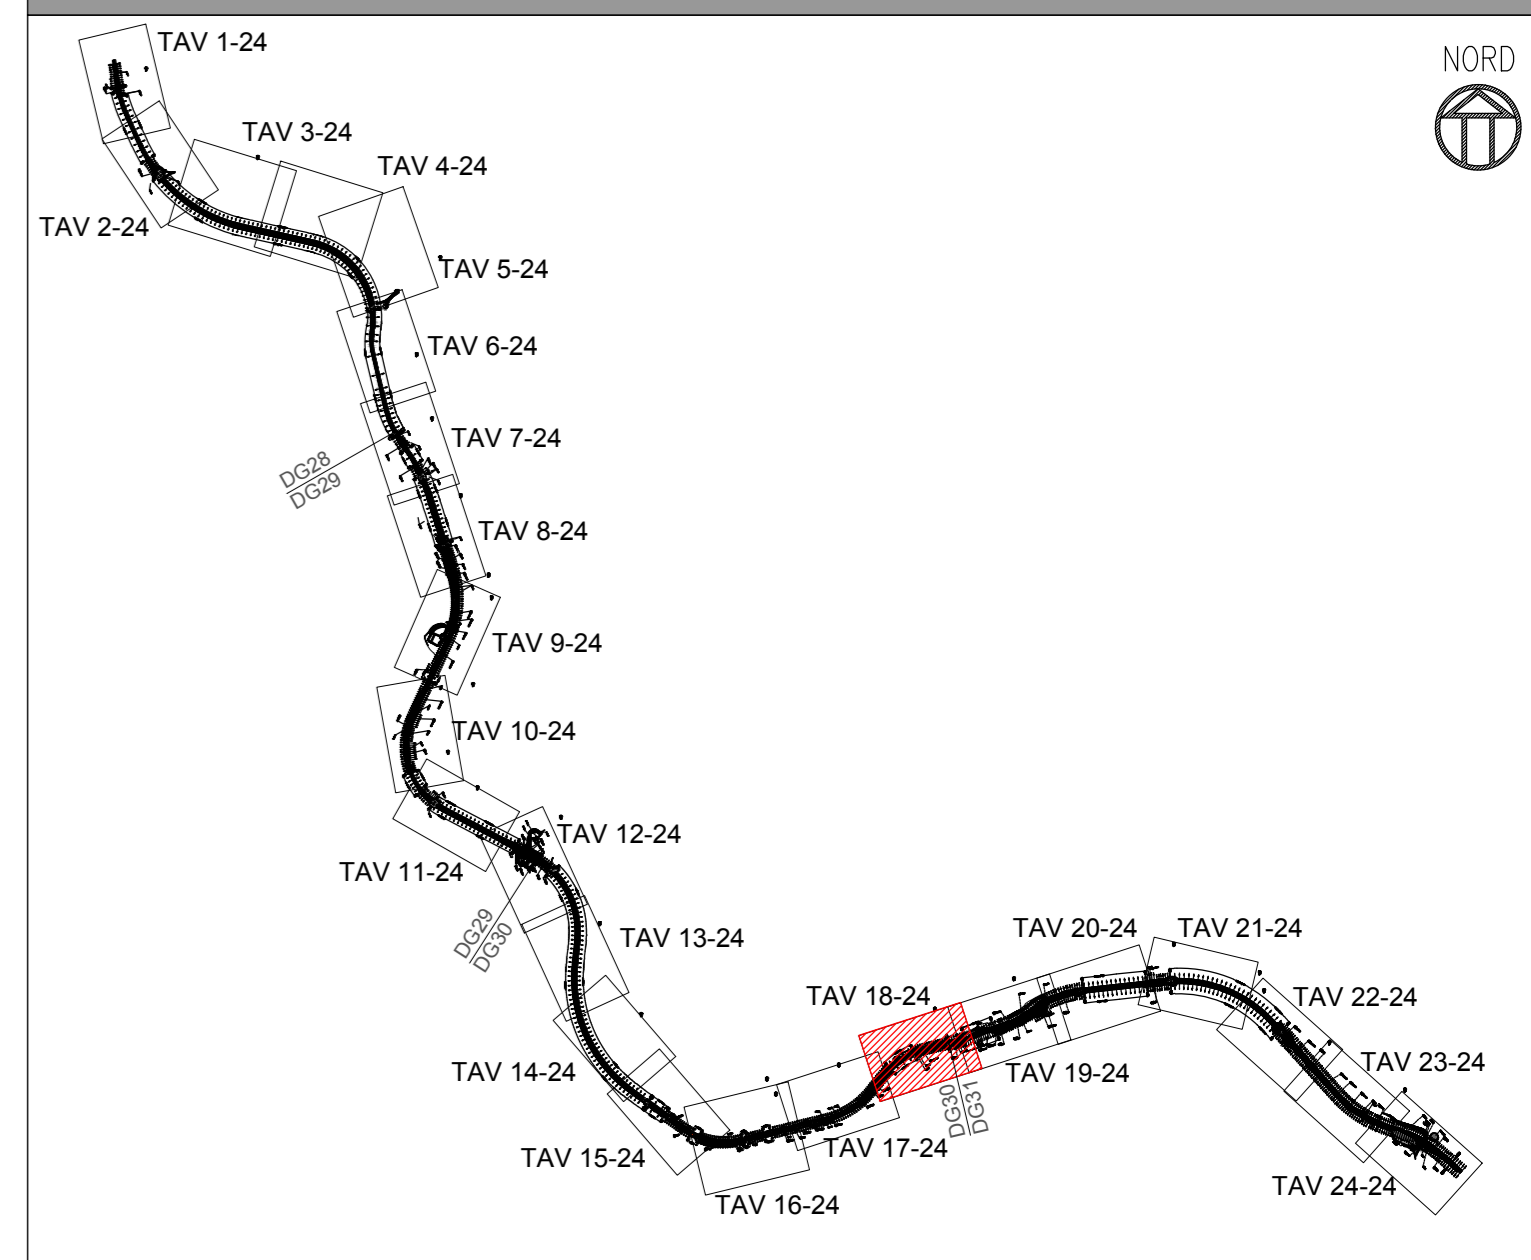 TAV 1-24
NORD
TAV 3-24
TAV 4-24
TAV 2-24
TAV 5-24
TAV 6-24
TAV 7-24
DG28
DG29
TAV 8-24
TAV 9-24
TAV 10-24
TAV 12-24
TAV 11-24
DG29
DG30
TAV 13-24
TAV 20-24
TAV 21-24
TAV 18-24
TAV 22-24
TAV 14-24
TAV 19-24
TAV 23-24
DG30
DG31
TAV 15-24
TAV 17-24
TAV 24-24
TAV 16-24